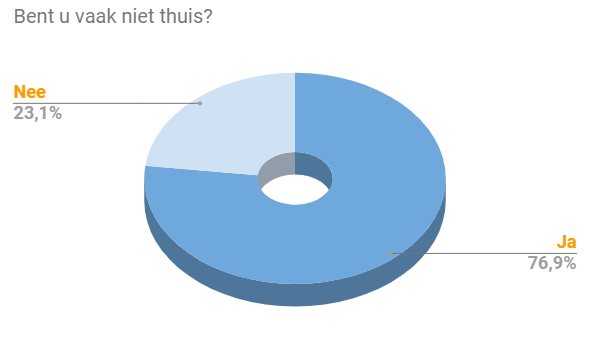 Bent u vaak niet thuis?
Nee
23,1%
Ja
76,9%